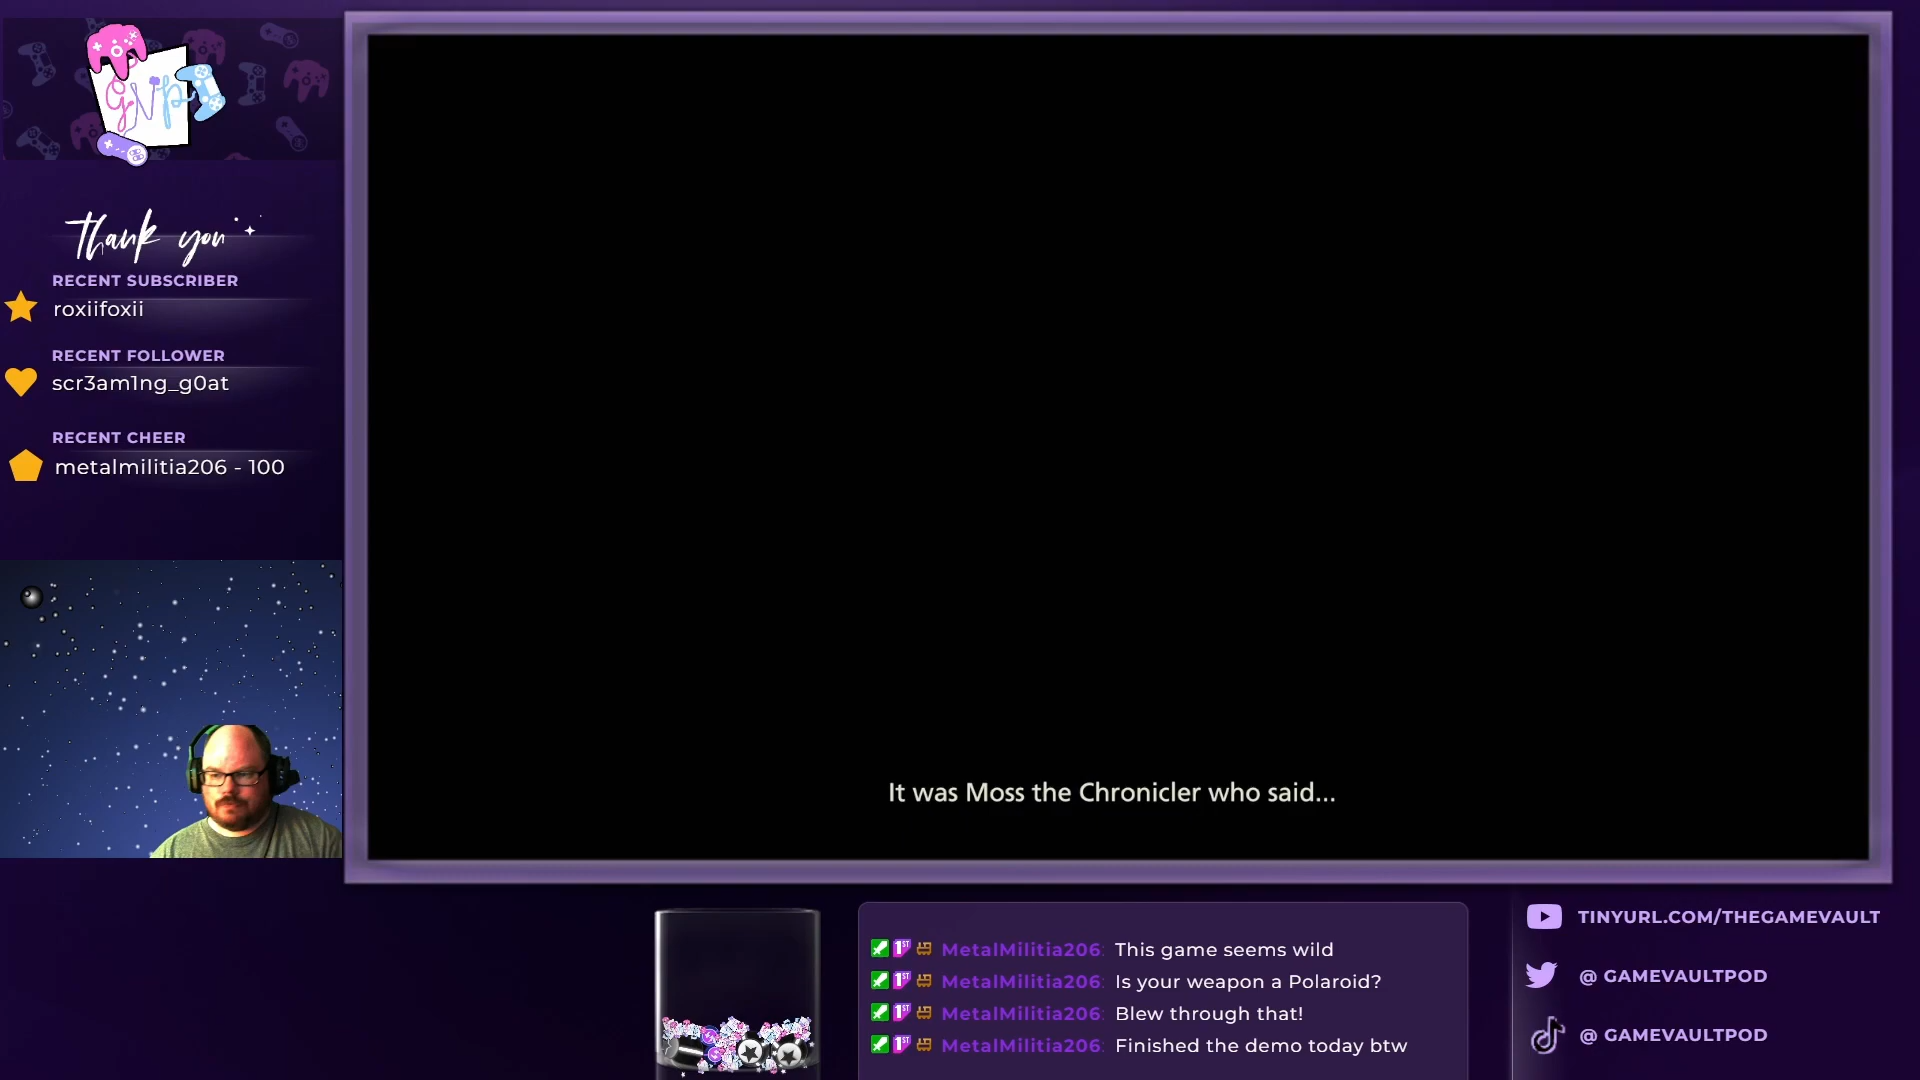 gvp
Thank you
RECENT SUBSCRIBER
roxiifoxii
RECENT FOLLOWER
scr3am1ng_g0at
RECENT CHEER
metalmilitia206 - 100
It was Moss the Chronicler who said...
MetalMilitia206: This game seems wild
MetalMilitia206: Is your weapon a Polaroid?
MetalMilitia206: Blew through that!
MetalMilitia206: Finished the demo today btw
TINYURL.COM/THEGAMEVAULT
@ GAMEVAULTPOD
@ GAMEVAULTPOD